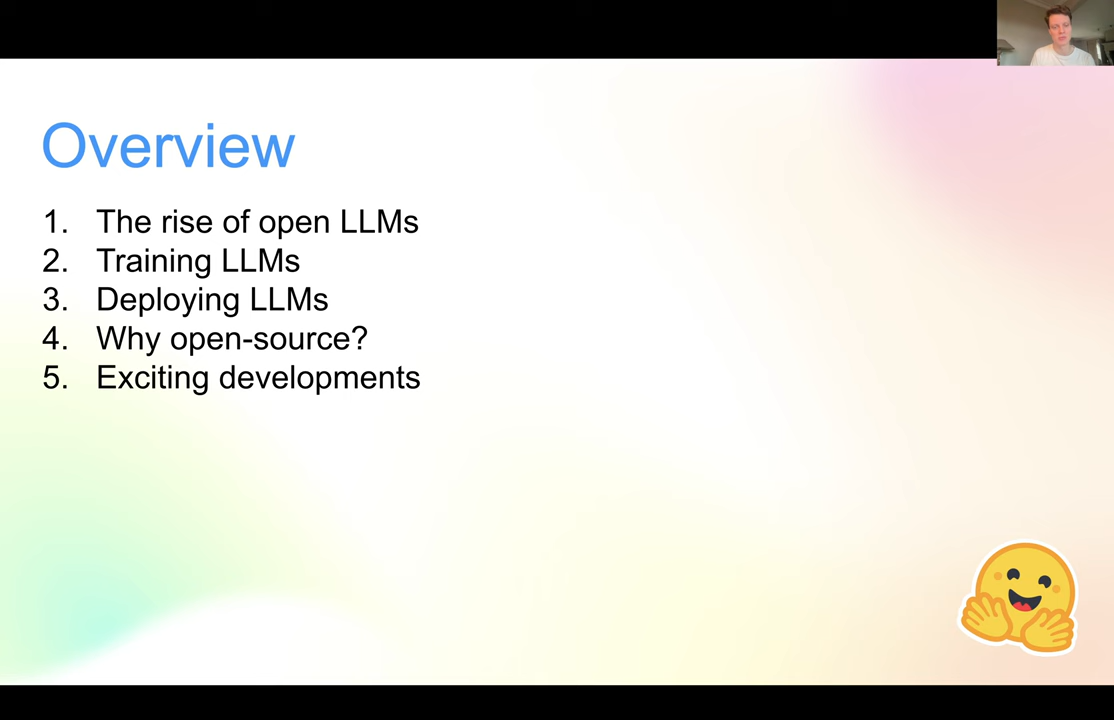 Overview
1. The rise of open LLMs
2. Training LLMs
3. Deploying LLMs
4. Why open-source?
5. Exciting developments